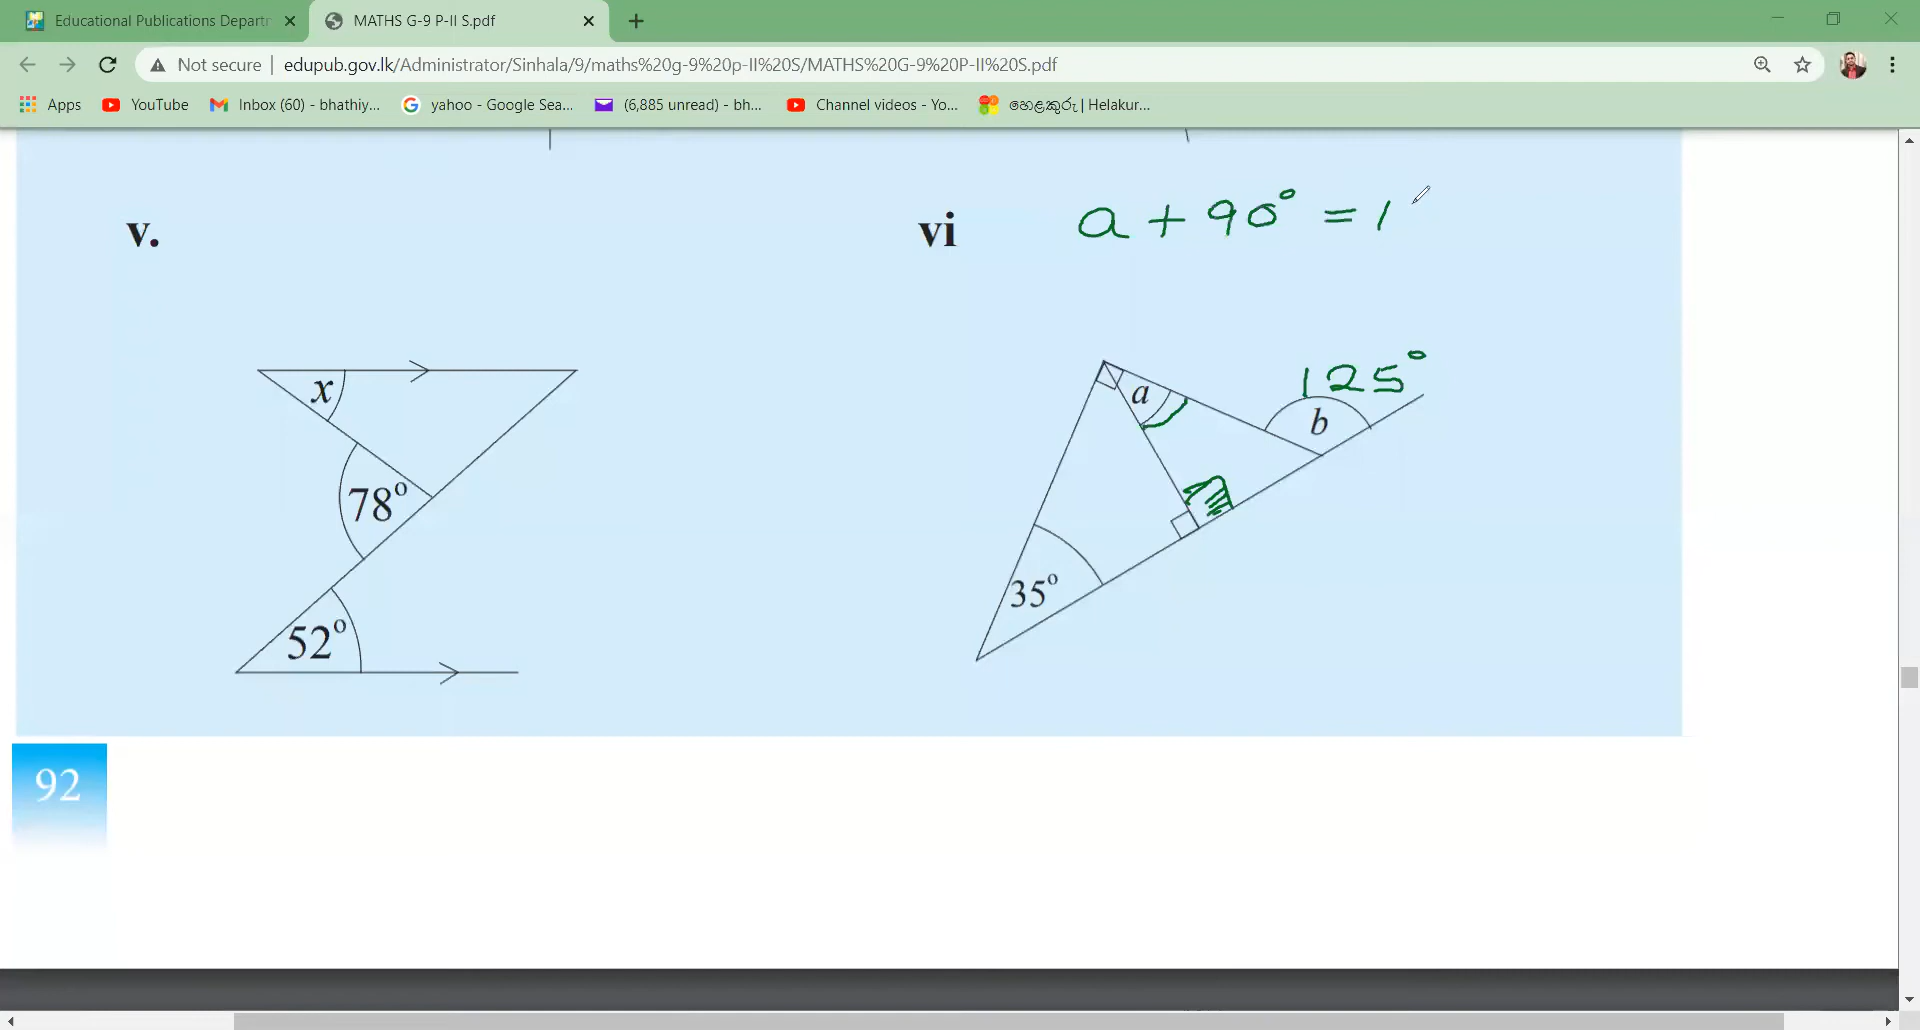 Educational Publications Departr
MATHS G-9 P-II S.pdf
Not secure | edupub.gov.lk/Administrator/Sinhala/9/maths%20g-9%20p-II%20S/MATHS%20G-9%20P-II%20S.pdf
Apps YouTube Inbox (60) - bhathiy... yahoo - Google Sea... (6,885 unread) - bh... Channel videos - Yo... හෙළකුරු | Helakur...
v.
vi a + 90° = 1
x
78°
52°
125°
a
b
35°
92